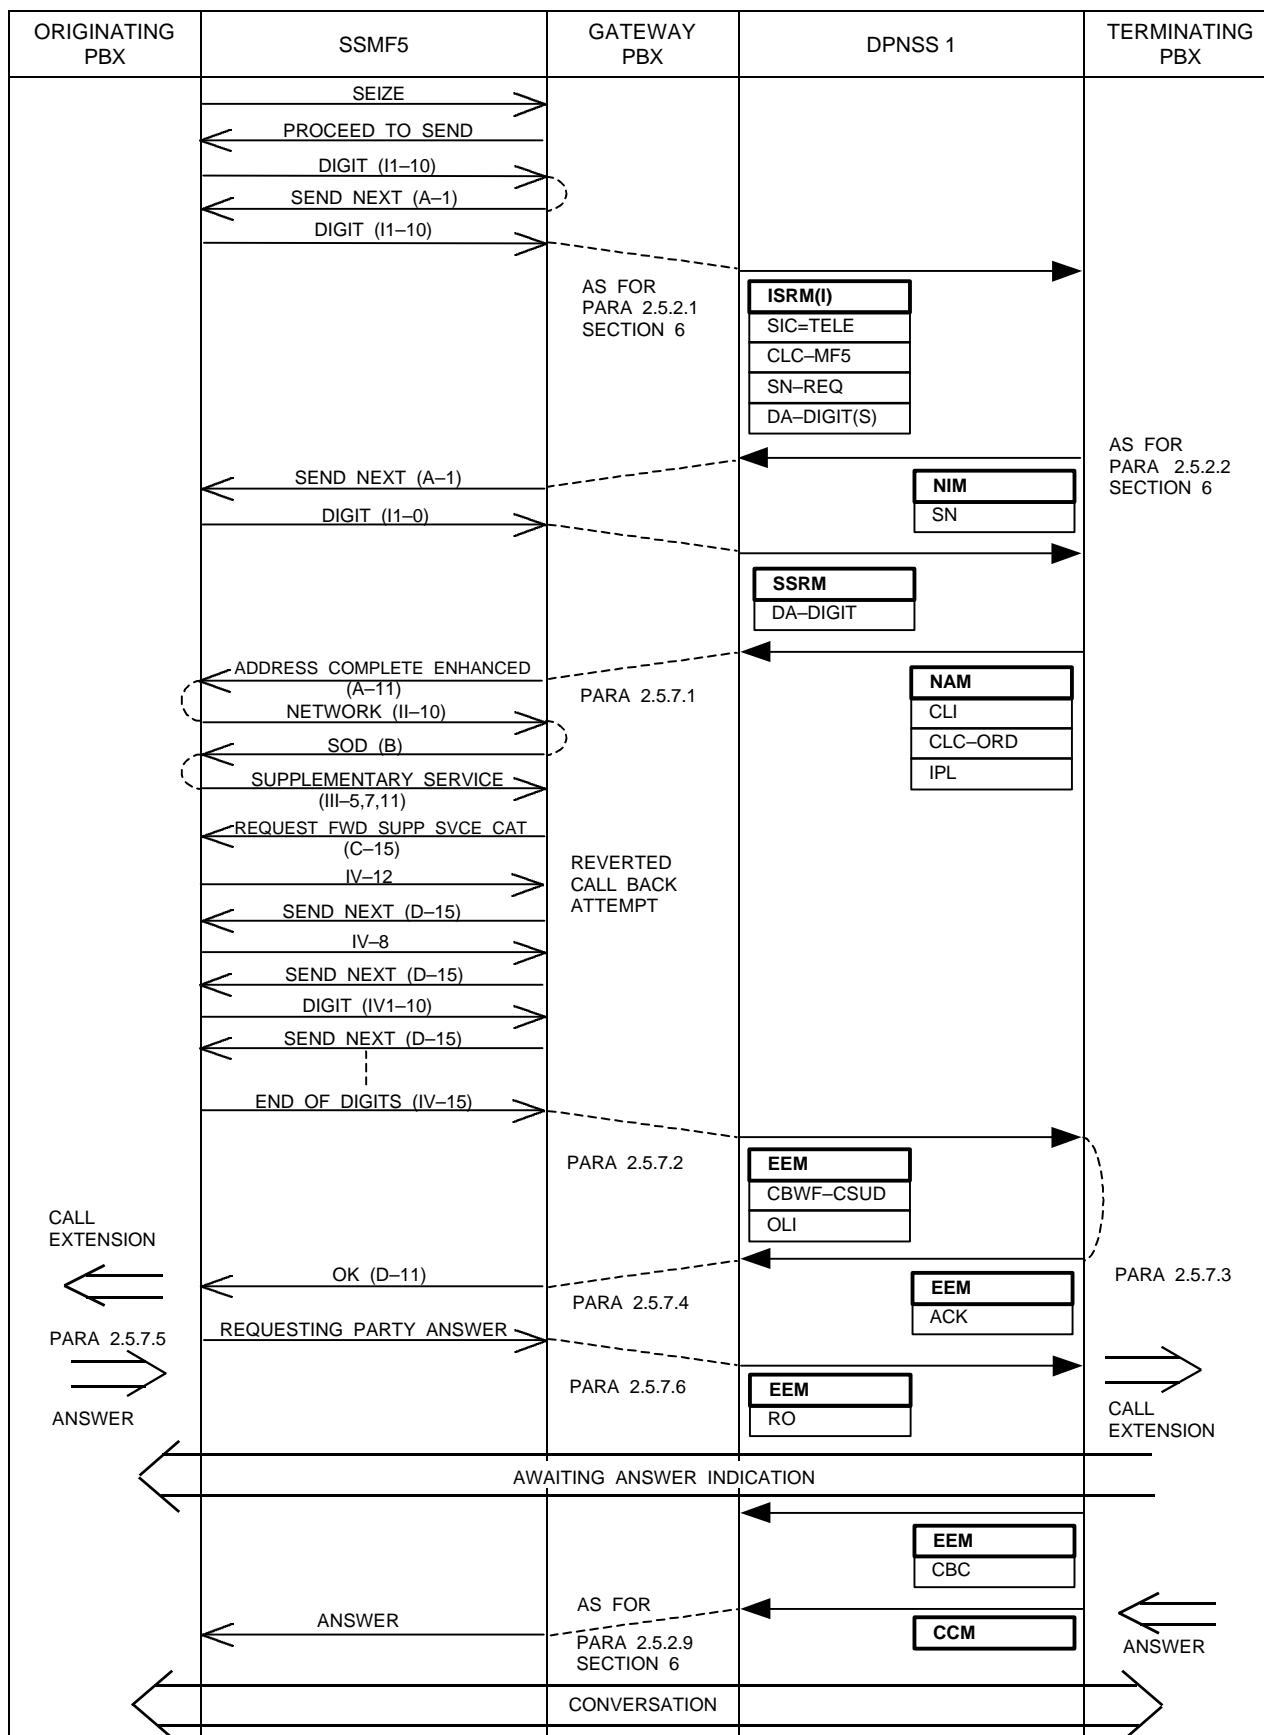 ORIGINATING
PBX
SSMF5
GATEWAY
PBX
DPNSS 1
TERMINATING
PBX
SEIZE
PROCEED TO SEND
DIGIT (I1–10)
SEND NEXT (A–1)
DIGIT (I1–10)
AS FOR
PARA 2.5.2.1
SECTION 6
ISRM(I)
SIC=TELE
CLC–MF5
SN–REQ
DA–DIGIT(S)
AS FOR
PARA 2.5.2.2
SECTION 6
SEND NEXT (A–1)
NIM
SN
DIGIT (I1–0)
SSRM
DA–DIGIT
ADDRESS COMPLETE ENHANCED
(A–11)
PARA 2.5.7.1
NAM
CLI
CLC–ORD
IPL
NETWORK (II–10)
SOD (B)
SUPPLEMENTARY SERVICE
(III–5,7,11)
REQUEST FWD SUPP SVCE CAT
(C–15)
REVERTED
CALL BACK
ATTEMPT
IV–12
SEND NEXT (D–15)
IV–8
SEND NEXT (D–15)
DIGIT (IV1–10)
SEND NEXT (D–15)
END OF DIGITS (IV–15)
PARA 2.5.7.2
EEM
CBWF–CSUD
OLI
CALL
EXTENSION
OK (D–11)
PARA 2.5.7.4
EEM
ACK
PARA 2.5.7.3
PARA 2.5.7.5
REQUESTING PARTY ANSWER
PARA 2.5.7.6
EEM
RO
ANSWER
CALL
EXTENSION
AWAITING ANSWER INDICATION
EEM
CBC
ANSWER
AS FOR
PARA 2.5.2.9
SECTION 6
CCM
ANSWER
CONVERSATION